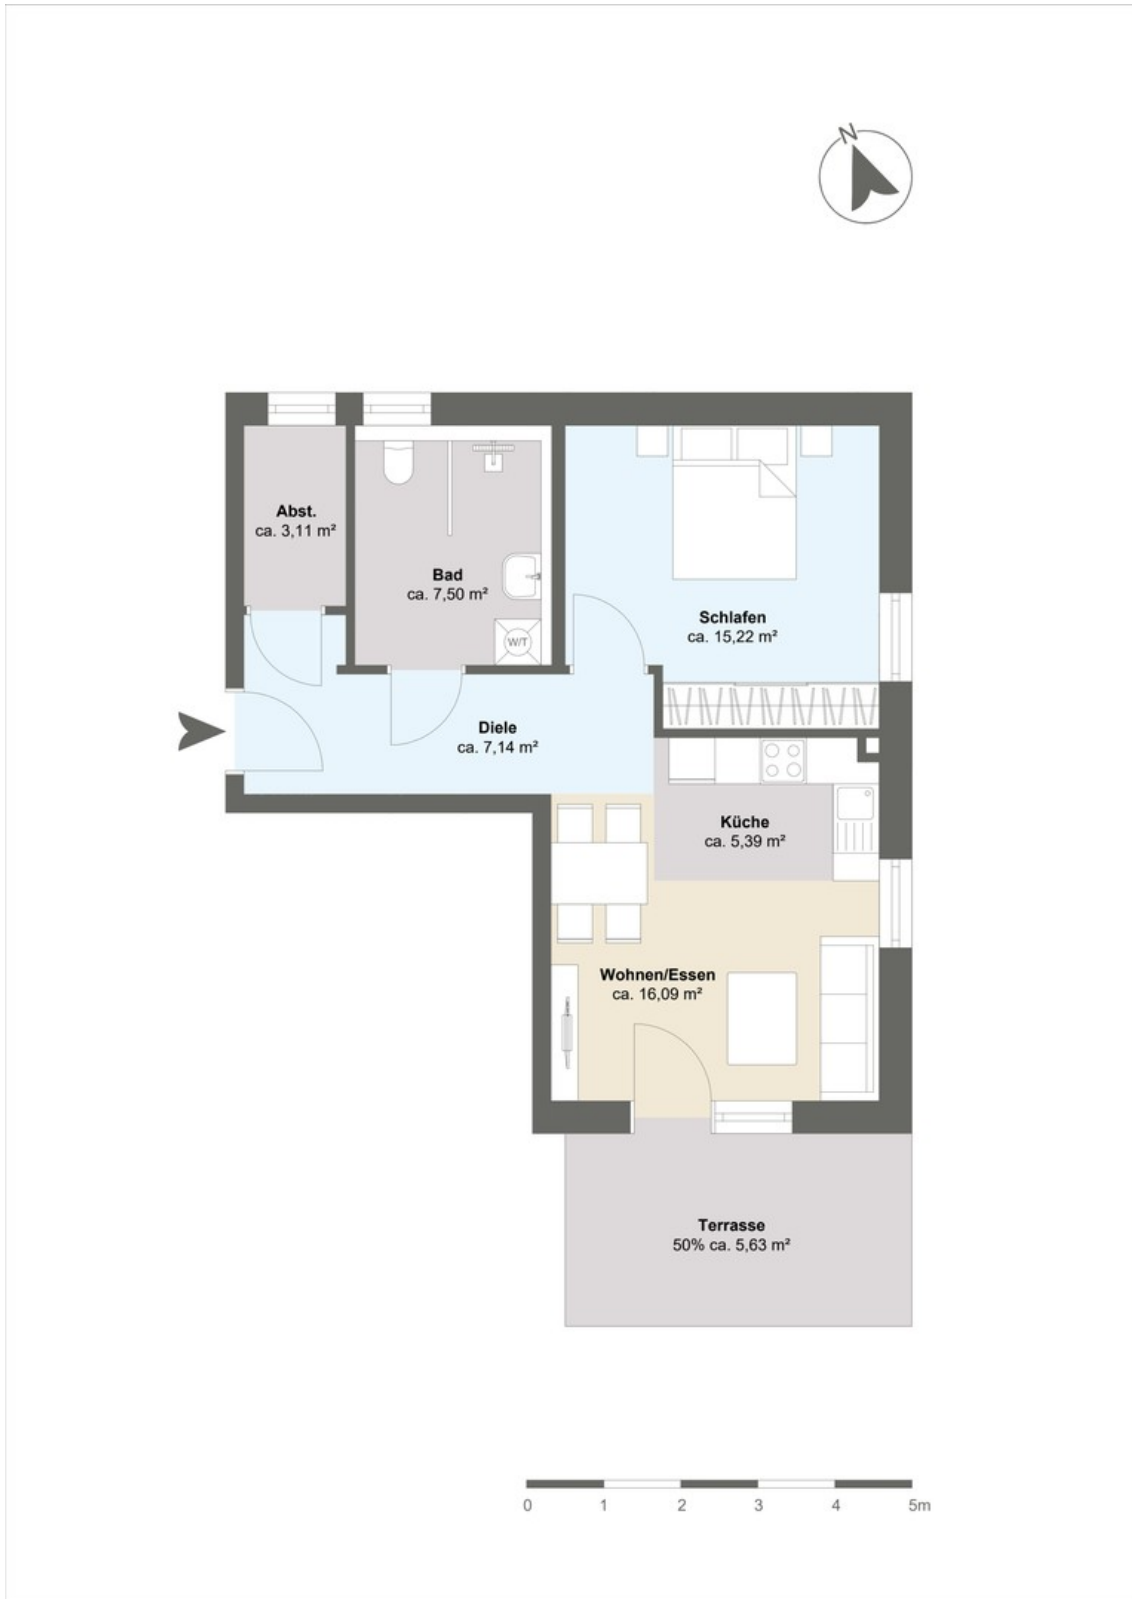 N
Abst.
ca. 3,11 m²
Bad
ca. 7,50 m²
W/T
Schlafen
ca. 15,22 m²
Diele
ca. 7,14 m²
Küche
ca. 5,39 m²
Wohnen/Essen
ca. 16,09 m²
Terrasse
50% ca. 5,63 m²
0 1 2 3 4 5m